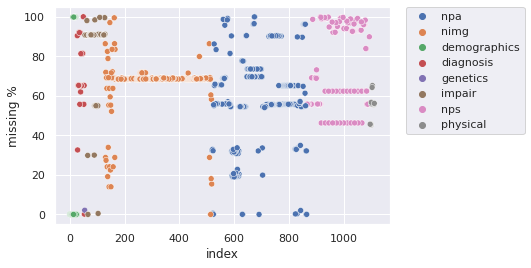 100
80
60
40
20
0
missing %
0 200 400 600 800 1000
index
npa
nimg
demographics
diagnosis
genetics
impair
nps
physical